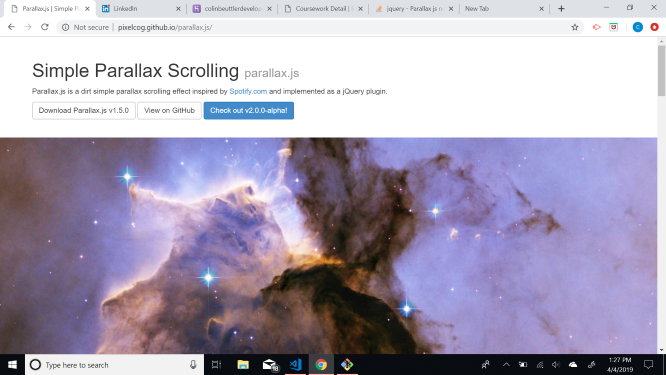 Parallax.js | Simple P
LinkedIn
colinbeuttlerdevelop
Coursework Detail |
jquery - Parallax js n
New Tab
Not secure | pixelcog.github.io/parallax.js/
Simple Parallax Scrolling parallax.js
Parallax.js is a dirt simple parallax scrolling effect inspired by Spotify.com and implemented as a jQuery plugin.
Download Parallax.js v1.5.0
View on GitHub
Check out v2.0.0-alpha!
Type here to search
1:27 PM
4/4/2019